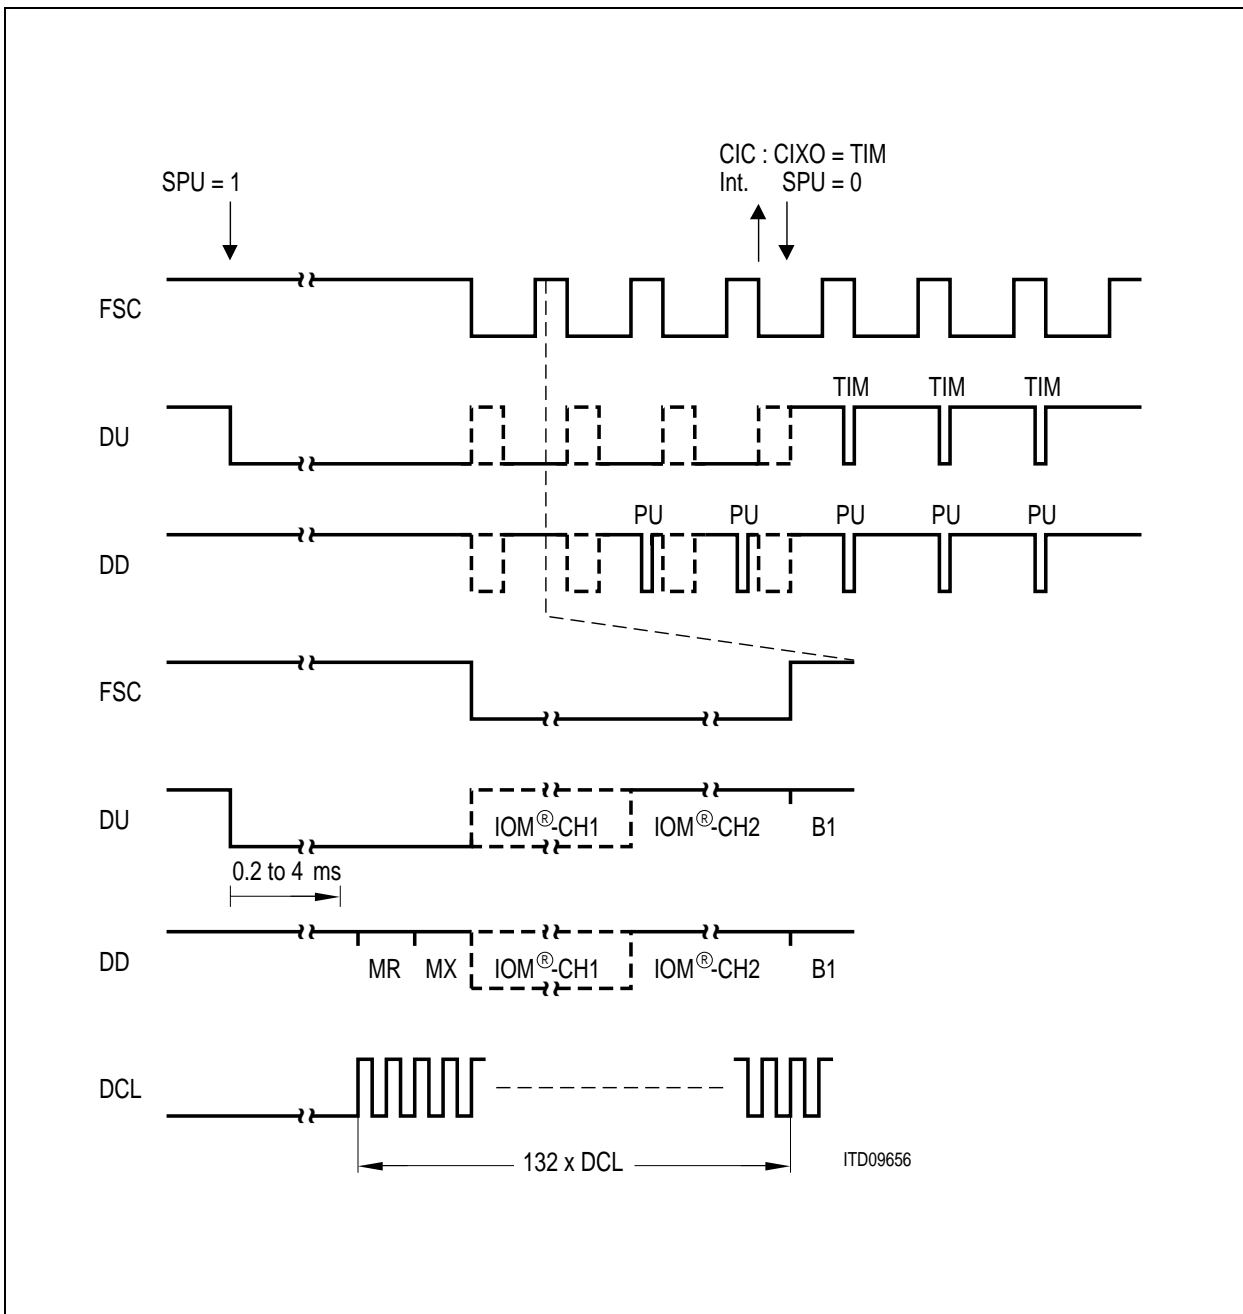 CIC : CIXO = TIM
SPU = 1
Int. SPU = 0
FSC
TIM TIM TIM
DU
PU PU PU PU PU
DD
FSC
DU
IOM®-CH1 IOM®-CH2 B1
0.2 to 4 ms
DD
MR MX IOM®-CH1 IOM®-CH2 B1
DCL
132 x DCL
ITD09656